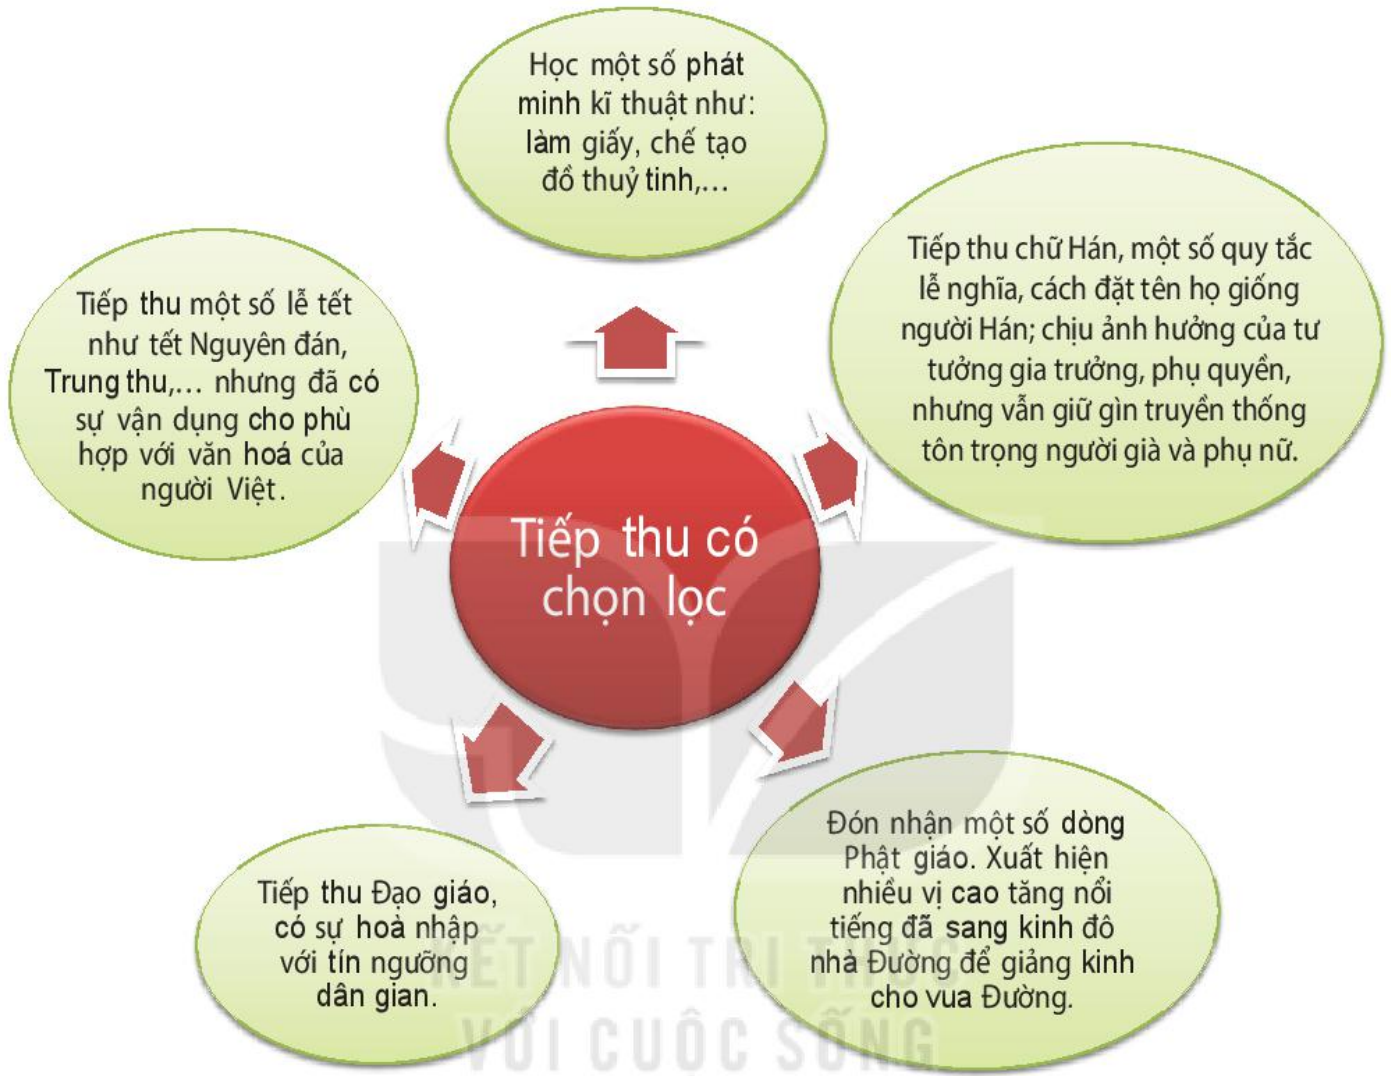 Học một số phát
minh kĩ thuật như:
làm giấy, chế tạo
đồ thuỷ tinh,...
Tiếp thu chữ Hán, một số quy tắc
lễ nghĩa, cách đặt tên họ giống
người Hán; chịu ảnh hưởng của tư
tưởng gia trưởng, phụ quyền,
nhưng vẫn giữ gìn truyền thống
tôn trọng người già và phụ nữ.
Tiếp thu một số lễ tết
như tết Nguyên đán,
Trung thu,... nhưng đã có
sự vận dụng cho phù
hợp với văn hoá của
người Việt.
Tiếp thu có
chọn lọc
Đón nhận một số dòng
Phật giáo. Xuất hiện
nhiều vị cao tăng nổi
tiếng đã sang kinh đô
nhà Đường để giảng kinh
cho vua Đường.
Tiếp thu Đạo giáo,
có sự hoà nhập
với tín ngưỡng
dân gian.
KẾT NỐI TRI THỨC
VỚI CUỘC SỐNG